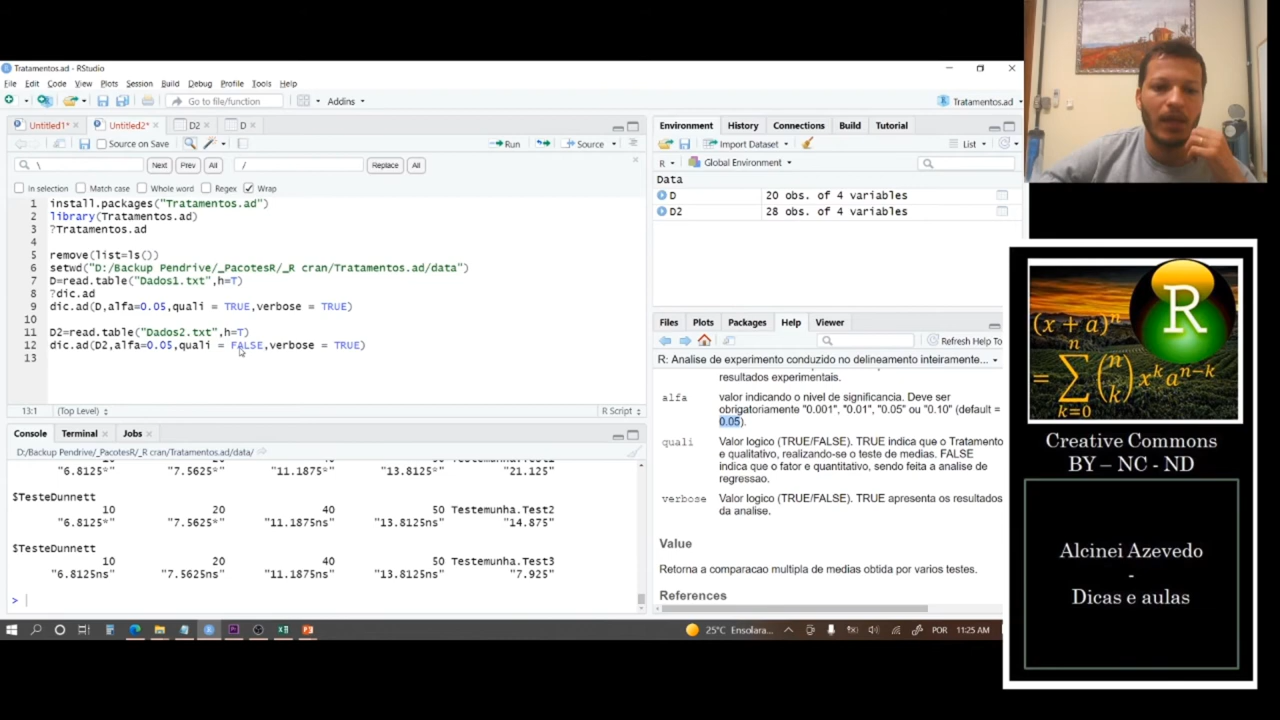 Tratamentos.ad - RStudio
File Edit Code View Plots Session Build Debug Profile Tools Help
Go to file/function Addins Tratamentos.ad
Untitled1* Untitled2* D2 D
Source on Save Run Source
\ Next Prev All / Replace All
In selection Match case Whole word Regex Wrap
1 install.packages("Tratamentos.ad")
2 library(Tratamentos.ad)
3 ?Tratamentos.ad
4
5 remove(list=ls())
6 setwd("D:/Backup Pendrive/_PacotesR/_R cran/Tratamentos.ad/data")
7 D=read.table("Dados1.txt",h=T)
8 ?dic.ad
9 dic.ad(D,alfa=0.05,quali = TRUE,verbose = TRUE)
10
11 D2=read.table("Dados2.txt",h=T)
12 dic.ad(D2,alfa=0.05,quali = FALSE,verbose = TRUE)
13
13:1 (Top Level) R Script
Console Terminal Jobs
D:/Backup Pendrive/_PacotesR/_R cran/Tratamentos.ad/data/
"6.8125*" "7.5625*" "11.1875*" "13.8125*" "21.125"
$TesteDunnett
10 20 40 50 Testemunha.Test2
"6.8125*" "7.5625*" "11.1875ns" "13.8125ns" "14.875"
$TesteDunnett
10 20 40 50 Testemunha.Test3
"6.8125ns" "7.5625ns" "11.1875ns" "13.8125ns" "7.925"
>
Environment History Connections Build Tutorial
Import Dataset List
R Global Environment
Data
D 20 obs. of 4 variables
D2 28 obs. of 4 variables
Files Plots Packages Help Viewer
Refresh Help To
R: Analise de experimento conduzido no delineamento inteiramente...
resultados experimentais.
alfa valor indicando o nivel de significancia. Deve ser
obrigatoriamente "0.001", "0.01", "0.05" ou "0.10" (default =
0.05).
quali Valor logico (TRUE/FALSE). TRUE indica que o Tratamento
e qualitativo, realizando-se o teste de medias. FALSE
indica que o fator e quantitativo, sendo feita a analise de
regressao.
verbose Valor logico (TRUE/FALSE). TRUE apresenta os resultados
da analise.
Value
Retorna a comparacao multipla de medias obtida por varios testes.
References
25°C Ensolara... POR 11:25 AM
R
(x + a)^n
= ∑ k=0 n (n k) x^k a^n−k
Creative Commons
BY – NC - ND
Alcinei Azevedo
-
Dicas e aulas